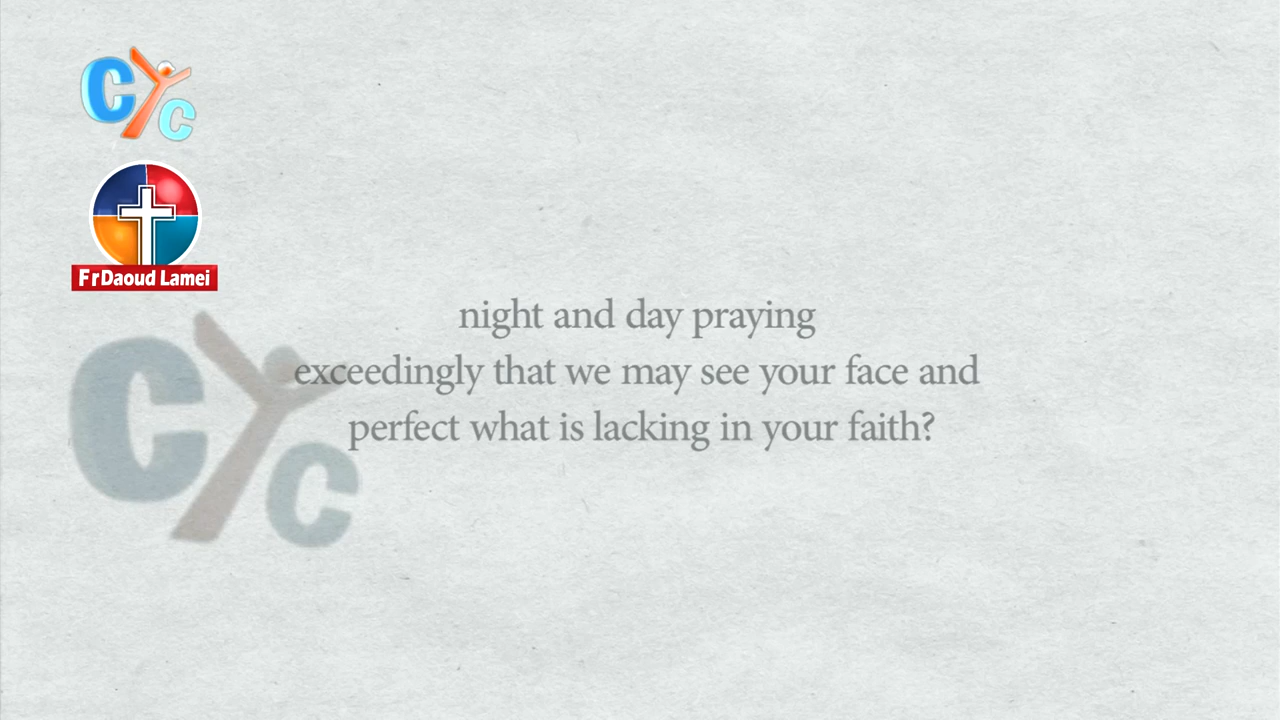 CYC
FrDaoud Lamei
night and day praying
exceedingly that we may see your face and
perfect what is lacking in your faith?
CYC